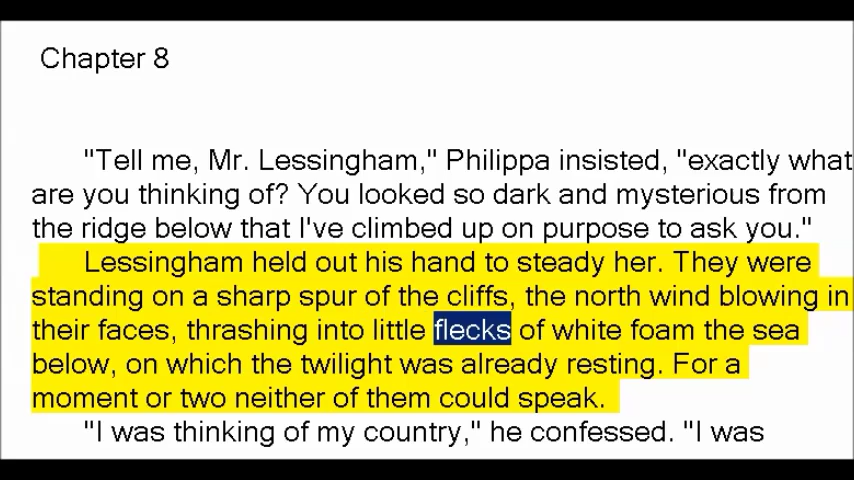 Chapter 8
"Tell me, Mr. Lessingham," Philippa insisted, "exactly what
are you thinking of? You looked so dark and mysterious from
the ridge below that I've climbed up on purpose to ask you."
Lessingham held out his hand to steady her. They were
standing on a sharp spur of the cliffs, the north wind blowing in
their faces, thrashing into little flecks of white foam the sea
below, on which the twilight was already resting. For a
moment or two neither of them could speak.
"I was thinking of my country," he confessed. "I was